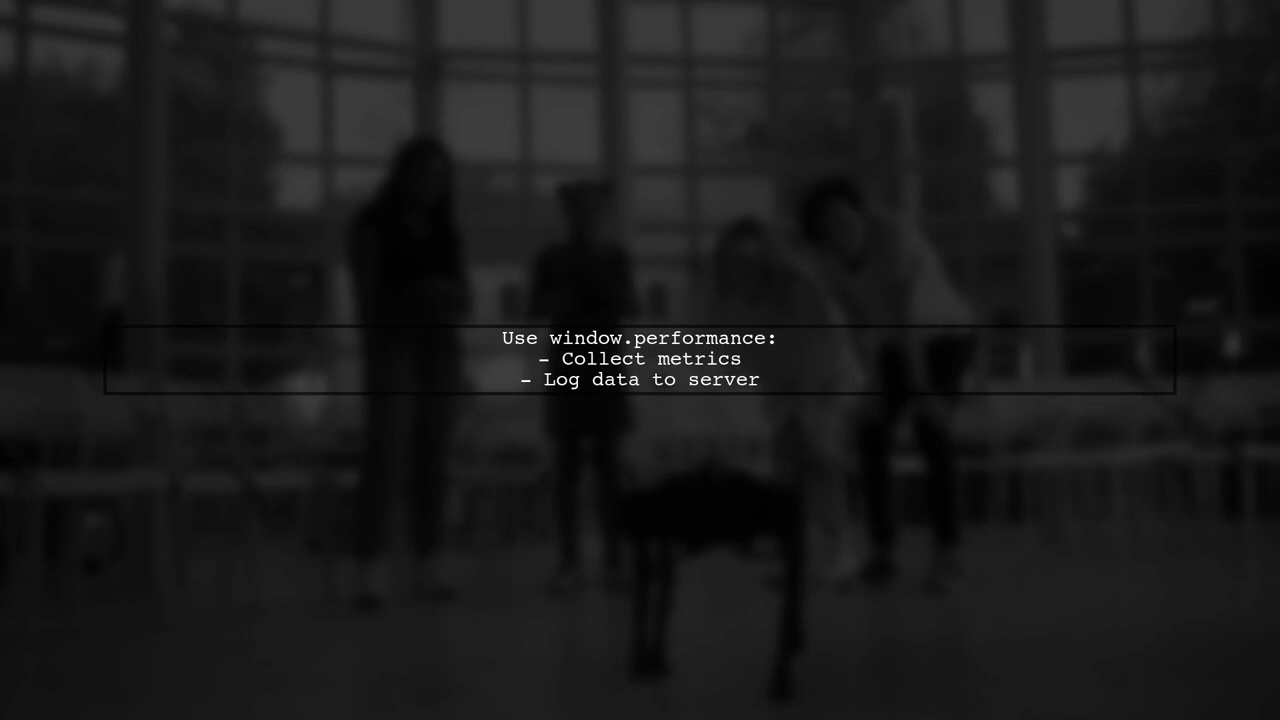 Use window.performance:
– Collect metrics
– Log data to server